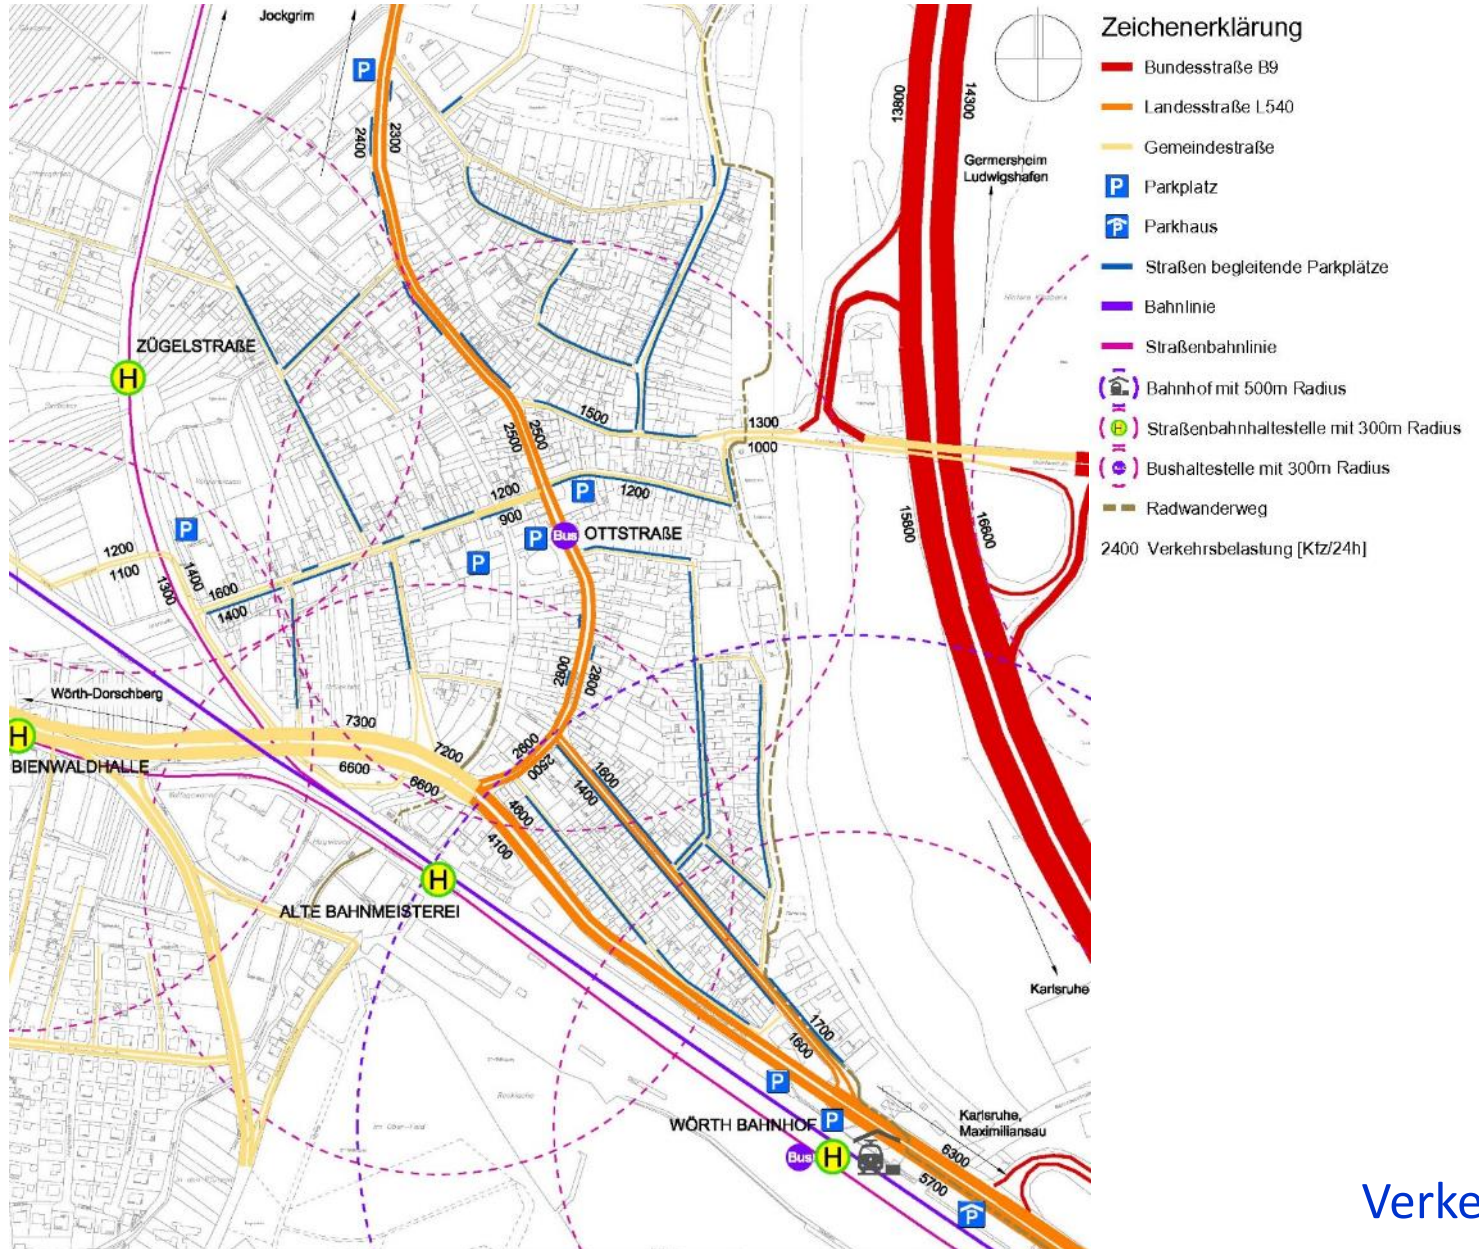 Jockgrim
P
2400
2300
13800
14300
Germersheim
Ludwigshafen
ZÜGELSTRAßE
H
1500
2500
2500
1300
1000
1200
900
P
1200
P
P
Bus
OTTSTRAßE
P
15800
16600
1200
1100
1400
1300
1600
1400
2800
2800
Wörth-Dorschberg
7300
7200
6600
6600
2600
2500
1600
1400
H
BIENWALDHALLE
4600
4100
H
ALTE BAHNMEISTEREI
Karlsruhe
1700
1600
P
P
WÖRTH BAHNHOF
Bus
H
Karlsruhe,
Maximiliansau
6300
5700
P
Zeichenerklärung
Bundesstraße B9
Landesstraße L540
Gemeindestraße
P Parkplatz
P Parkhaus
Straßen begleitende Parkplätze
Bahnlinie
Straßenbahnlinie
Bahnhof mit 500m Radius
H Straßenbahnhaltestelle mit 300m Radius
Bus Bushaltestelle mit 300m Radius
Radwanderweg
2400 Verkehrsbelastung [Kfz/24h]
Verke